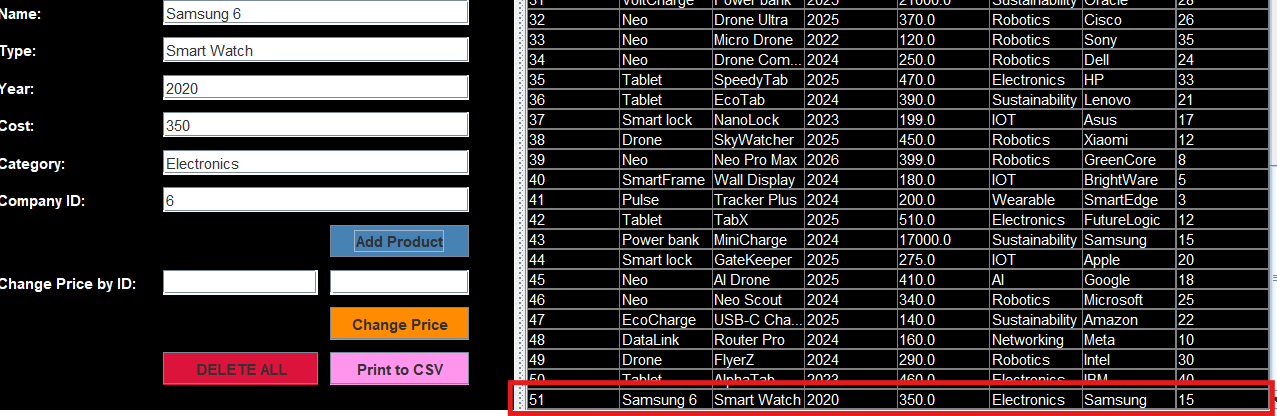 Name: Samsung 6
Type: Smart Watch
Year: 2020
Cost: 350
Category: Electronics
Company ID: 6
Add Product
Change Price by ID:
Change Price
DELETE ALL Print to CSV
31 VoltCharge Power bank 2025 21000.0 Sustainability Oracle 28
32 Neo Drone Ultra 2025 370.0 Robotics Cisco 26
33 Neo Micro Drone 2022 120.0 Robotics Sony 35
34 Neo Drone Com... 2024 250.0 Robotics Dell 24
35 Tablet SpeedyTab 2025 470.0 Electronics HP 33
36 Tablet EcoTab 2024 390.0 Sustainability Lenovo 21
37 Smart lock NanoLock 2023 199.0 IOT Asus 17
38 Drone SkyWatcher 2025 450.0 Robotics Xiaomi 12
39 Neo Neo Pro Max 2026 399.0 Robotics GreenCore 8
40 SmartFrame Wall Display 2024 180.0 IOT BrightWare 5
41 Pulse Tracker Plus 2024 200.0 Wearable SmartEdge 3
42 Tablet TabX 2025 510.0 Electronics FutureLogic 12
43 Power bank MiniCharge 2024 17000.0 Sustainability Samsung 15
44 Smart lock GateKeeper 2025 275.0 IOT Apple 20
45 Neo AI Drone 2025 410.0 AI Google 18
46 Neo Neo Scout 2024 340.0 Robotics Microsoft 25
47 EcoCharge USB-C Cha... 2025 140.0 Sustainability Amazon 22
48 DataLink Router Pro 2024 160.0 Networking Meta 10
49 Drone FlyerZ 2024 290.0 Robotics Intel 30
50 Tablet AlphaTab 2023 460.0 Electronics IBM 40
51 Samsung 6 Smart Watch 2020 350.0 Electronics Samsung 15